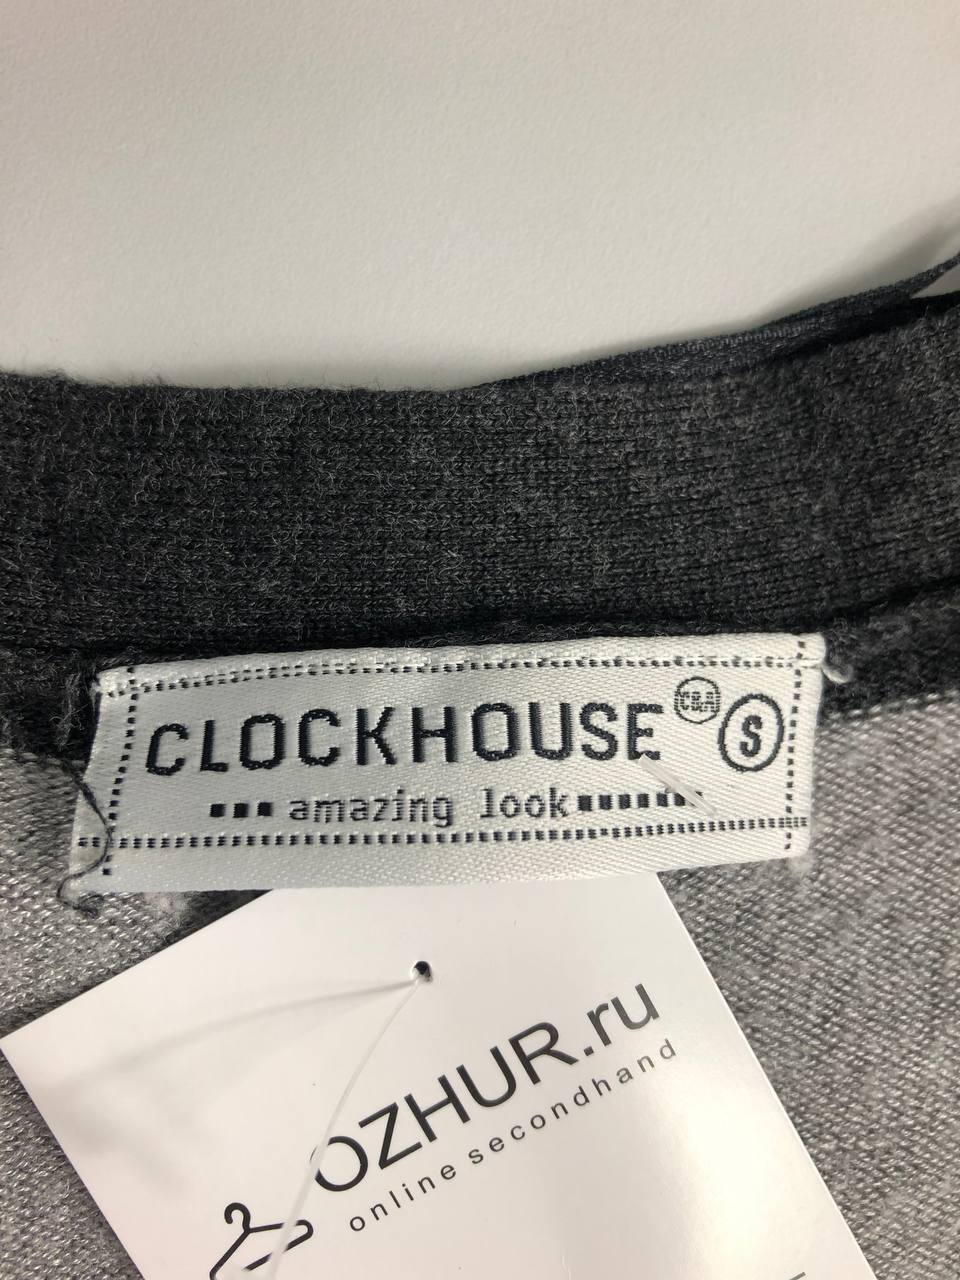 CLOCKHOUSE C&A S
amazing look
OZHUR.ru
online secondhand